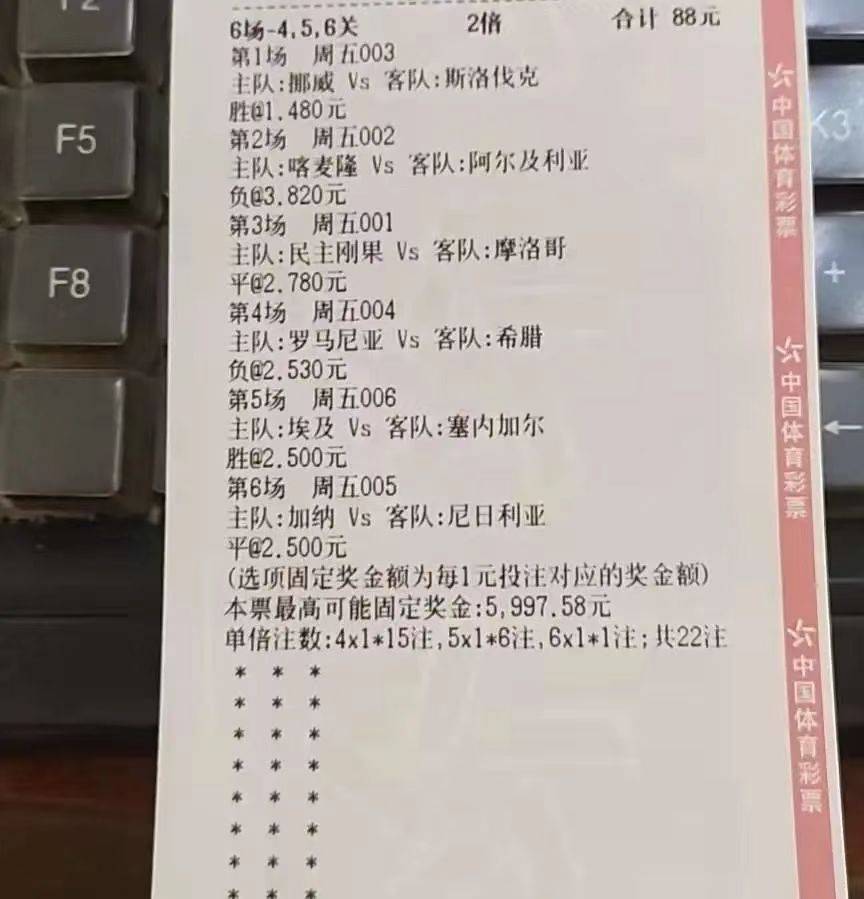 F5
F8
K3
+
←
6场-4,5,6关 2倍 合计 88元
第1场 周五003
主队:挪威 Vs 客队:斯洛伐克
胜@1.480元
第2场 周五002
主队:喀麦隆 Vs 客队:阿尔及利亚
负@3.820元
第3场 周五001
主队:民主刚果 Vs 客队:摩洛哥
平@2.780元
第4场 周五004
主队:罗马尼亚 Vs 客队:希腊
负@2.530元
第5场 周五006
主队:埃及 Vs 客队:塞内加尔
胜@2.500元
第6场 周五005
主队:加纳 Vs 客队:尼日利亚
平@2.500元
(选项固定奖金额为每1元投注对应的奖金额)
本票最高可能固定奖金:5,997.58元
单倍注数:4x1*15注,5x1*6注,6x1*1注;共22注
* * *
* * *
* * *
* * *
* * *
* * *
* * *
* * *
中国体育彩票
中国体育彩票
中国体育彩票